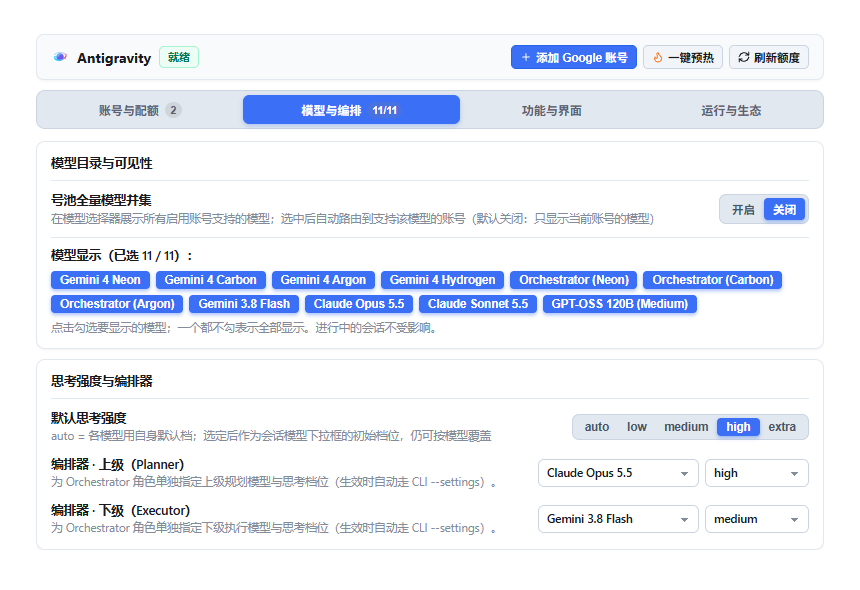 Antigravity 就绪 + 添加 Google 账号 一键预热 刷新额度
账号与配额 2 模型与编排 11/11 功能与界面 运行与生态
模型目录与可见性
号池全量模型并集
在模型选择器展示所有启用账号支持的模型；选中后自动路由到支持该模型的账号（默认关闭：只显示当前账号的模型）
开启 关闭
模型显示（已选 11 / 11）：
Gemini 4 Neon Gemini 4 Carbon Gemini 4 Argon Gemini 4 Hydrogen Orchestrator (Neon) Orchestrator (Carbon)
Orchestrator (Argon) Gemini 3.8 Flash Claude Opus 5.5 Claude Sonnet 5.5 GPT-OSS 120B (Medium)
点击勾选要显示的模型；一个都不勾表示全部显示。进行中的会话不受影响。
思考强度与编排器
默认思考强度
auto = 各模型用自身默认档；选定后作为会话模型下拉框的初始档位，仍可按模型覆盖
auto low medium high extra
编排器 · 上级（Planner）
为 Orchestrator 角色单独指定上级规划模型与思考档位（生效时自动走 CLI --settings）。
Claude Opus 5.5 high
编排器 · 下级（Executor）
为 Orchestrator 角色单独指定下级执行模型与思考档位（生效时自动走 CLI --settings）。
Gemini 3.8 Flash medium